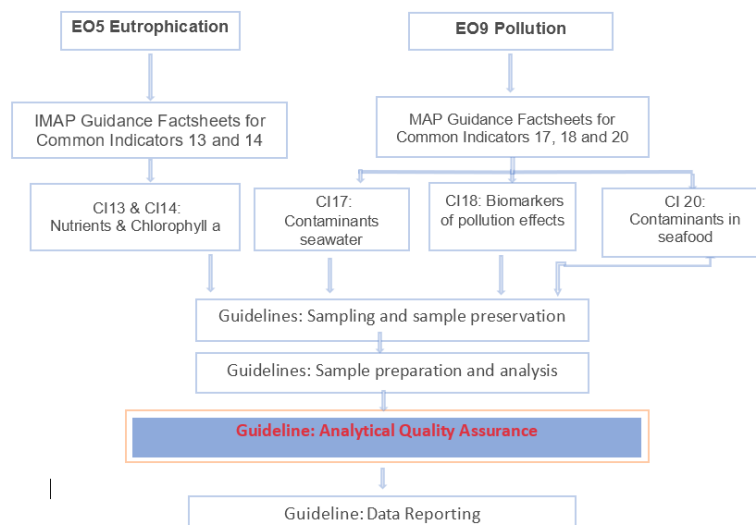 EO5 Eutrophication
EO9 Pollution
IMAP Guidance Factsheets for
Common Indicators 13 and 14
MAP Guidance Factsheets for
Common Indicators 17, 18 and 20
CI13 & CI14:
Nutrients & Chlorophyll a
CI17:
Contaminants
seawater
CI18: Biomarkers
of pollution effects
CI 20:
Contaminants in
seafood
Guidelines: Sampling and sample preservation
Guidelines: Sample preparation and analysis
Guideline: Analytical Quality Assurance
Guideline: Data Reporting